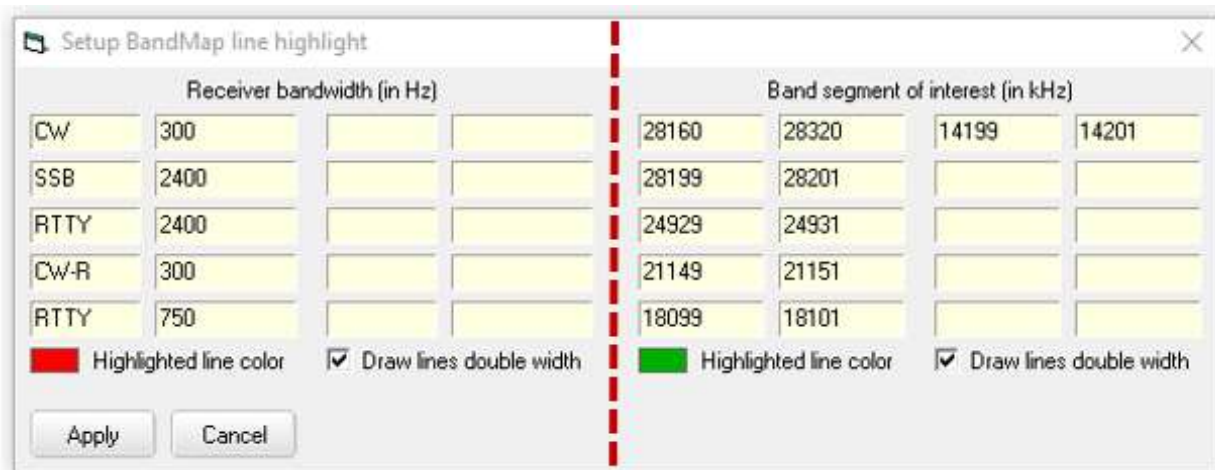 Setup BandMap line highlight
Receiver bandwidth (in Hz) Band segment of interest (in kHz)
CW 300 28160 28320 14199 14201
SSB 2400 28199 28201
RTTY 2400 24929 24931
CW-R 300 21149 21151
RTTY 750 18099 18101
Highlighted line color Draw lines double width Highlighted line color Draw lines double width
Apply Cancel